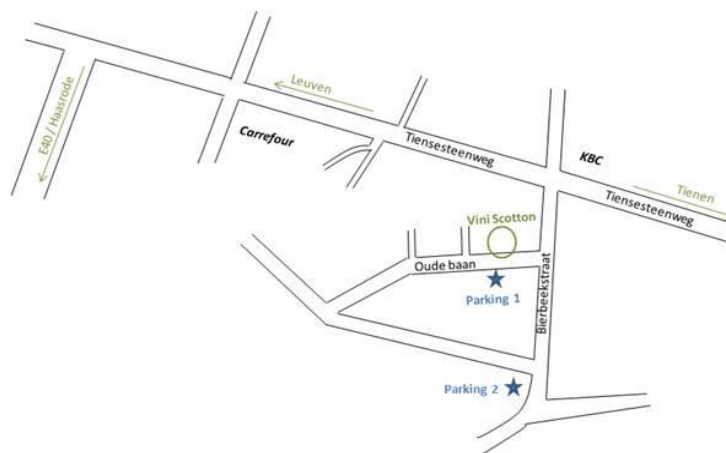 Leuven
E40 / Haasrode
Carrefour
Tiensesteenweg
KBC
Tienen
Tiensesteenweg
Vini Scotton
Oude baan
Bierbeekstraat
Parking 1
Parking 2